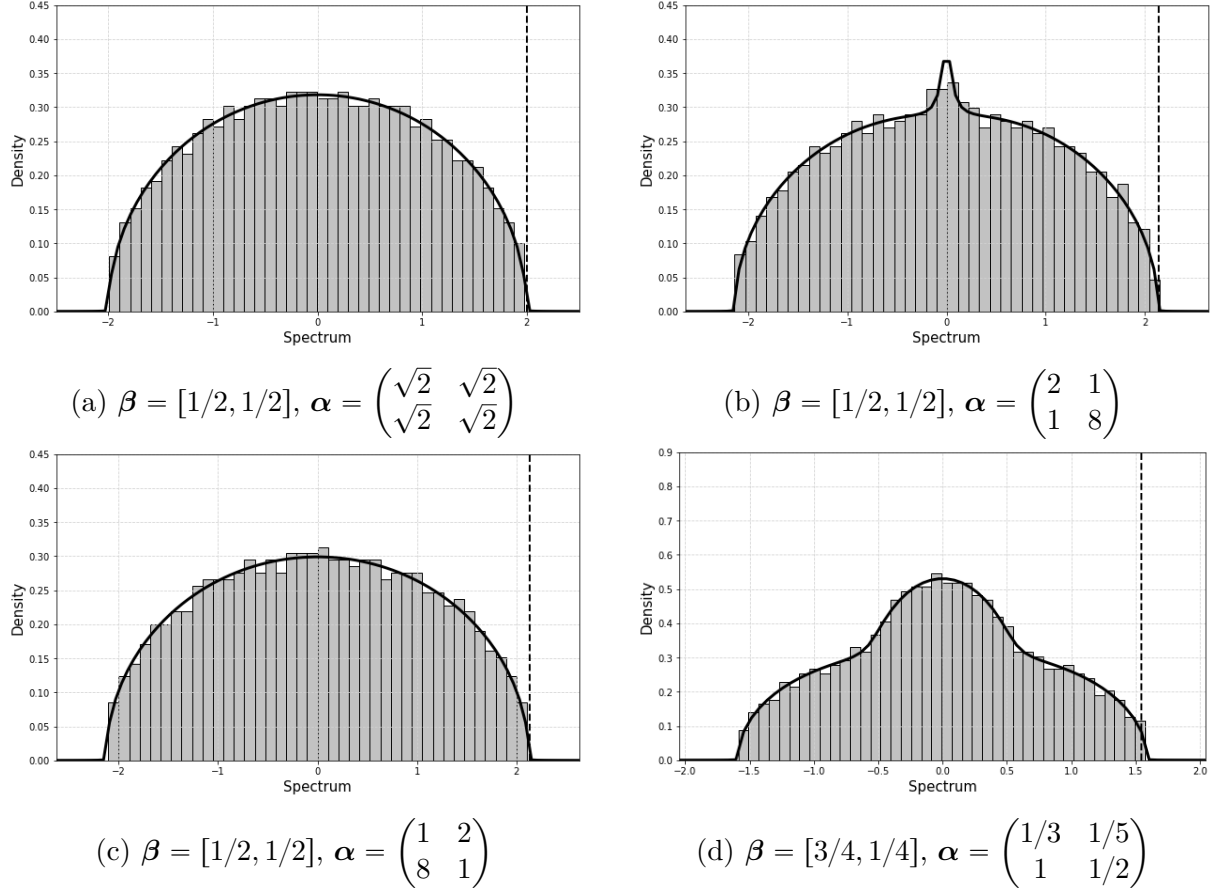 0.45
0.40
0.35
0.30
0.25
0.20
0.15
0.10
0.05
0.00
Density
−2 −1 0 1 2
Spectrum
(a) β = [1/2, 1/2], α = (√2 √2
√2 √2)
0.45
0.40
0.35
0.30
0.25
0.20
0.15
0.10
0.05
0.00
Density
−2 −1 0 1 2
Spectrum
(b) β = [1/2, 1/2], α = (2 1
1 8)
0.45
0.40
0.35
0.30
0.25
0.20
0.15
0.10
0.05
0.00
Density
−2 −1 0 1 2
Spectrum
(c) β = [1/2, 1/2], α = (1 2
8 1)
0.9
0.8
0.7
0.6
0.5
0.4
0.3
0.2
0.1
0.0
Density
−2.0 −1.5 −1.0 −0.5 0.0 0.5 1.0 1.5 2.0
Spectrum
(d) β = [3/4, 1/4], α = (1/3 1/5
1 1/2)